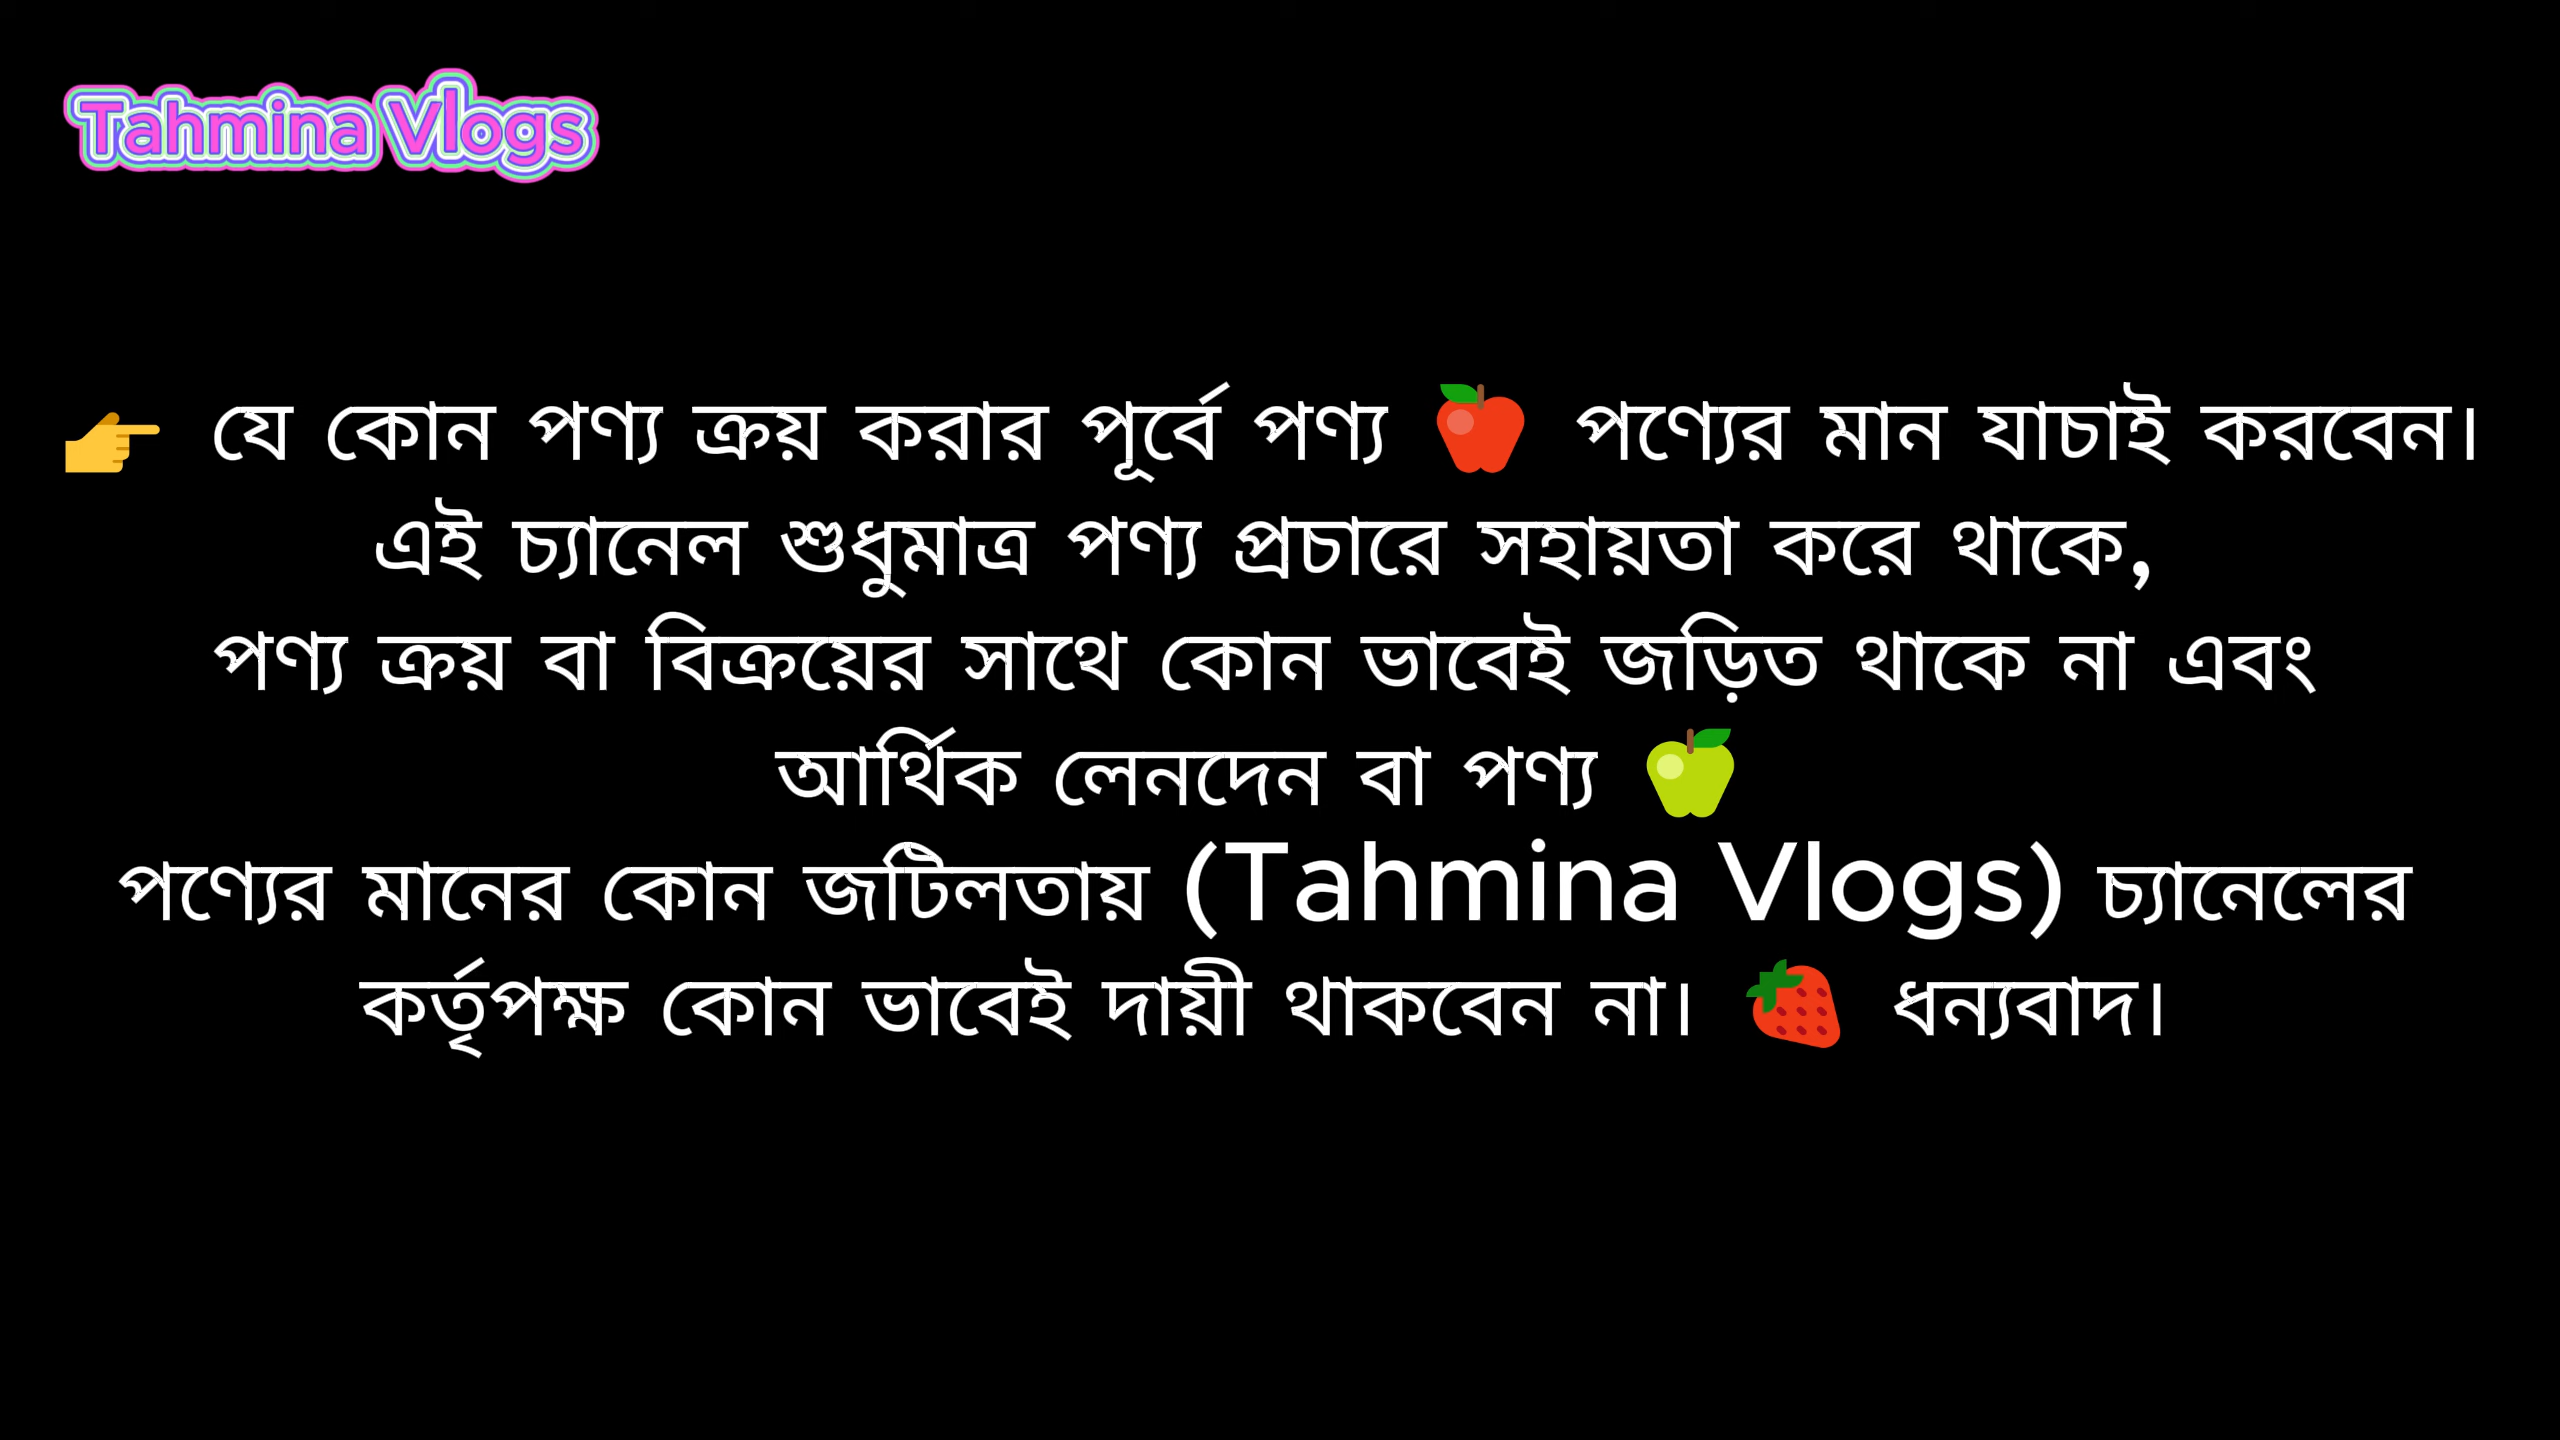 Tahmina Vlogs
👉 যে কোন পণ্য ক্রয় করার পূর্বে পণ্য 🍎 পণ্যের মান যাচাই করবেন।
এই চ্যানেল শুধুমাত্র পণ্য প্রচারে সহায়তা করে থাকে,
পণ্য ক্রয় বা বিক্রয়ের সাথে কোন ভাবেই জড়িত থাকে না এবং
আর্থিক লেনদেন বা পণ্য 🍏
পণ্যের মানের কোন জটিলতায় (Tahmina Vlogs) চ্যানেলের
কর্তৃপক্ষ কোন ভাবেই দায়ী থাকবেন না। 🍓 ধন্যবাদ।